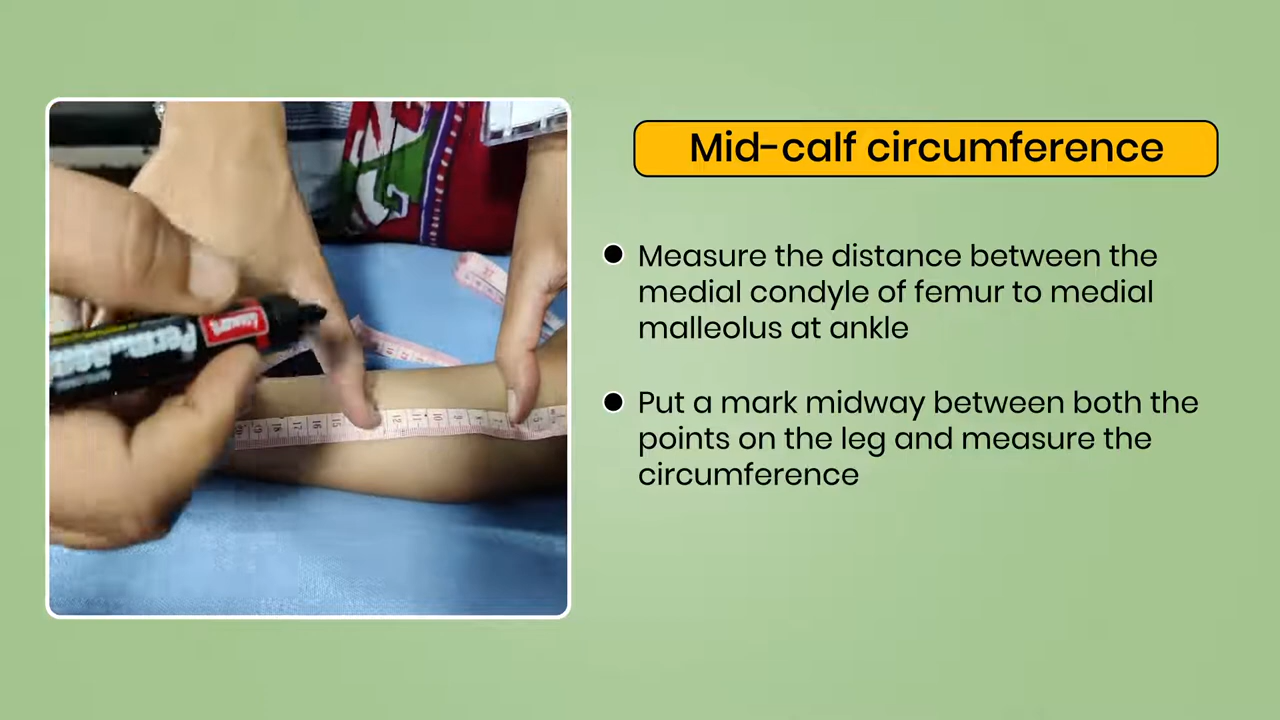 Mid-calf circumference
Measure the distance between the
medial condyle of femur to medial
malleolus at ankle
Put a mark midway between both the
points on the leg and measure the
circumference